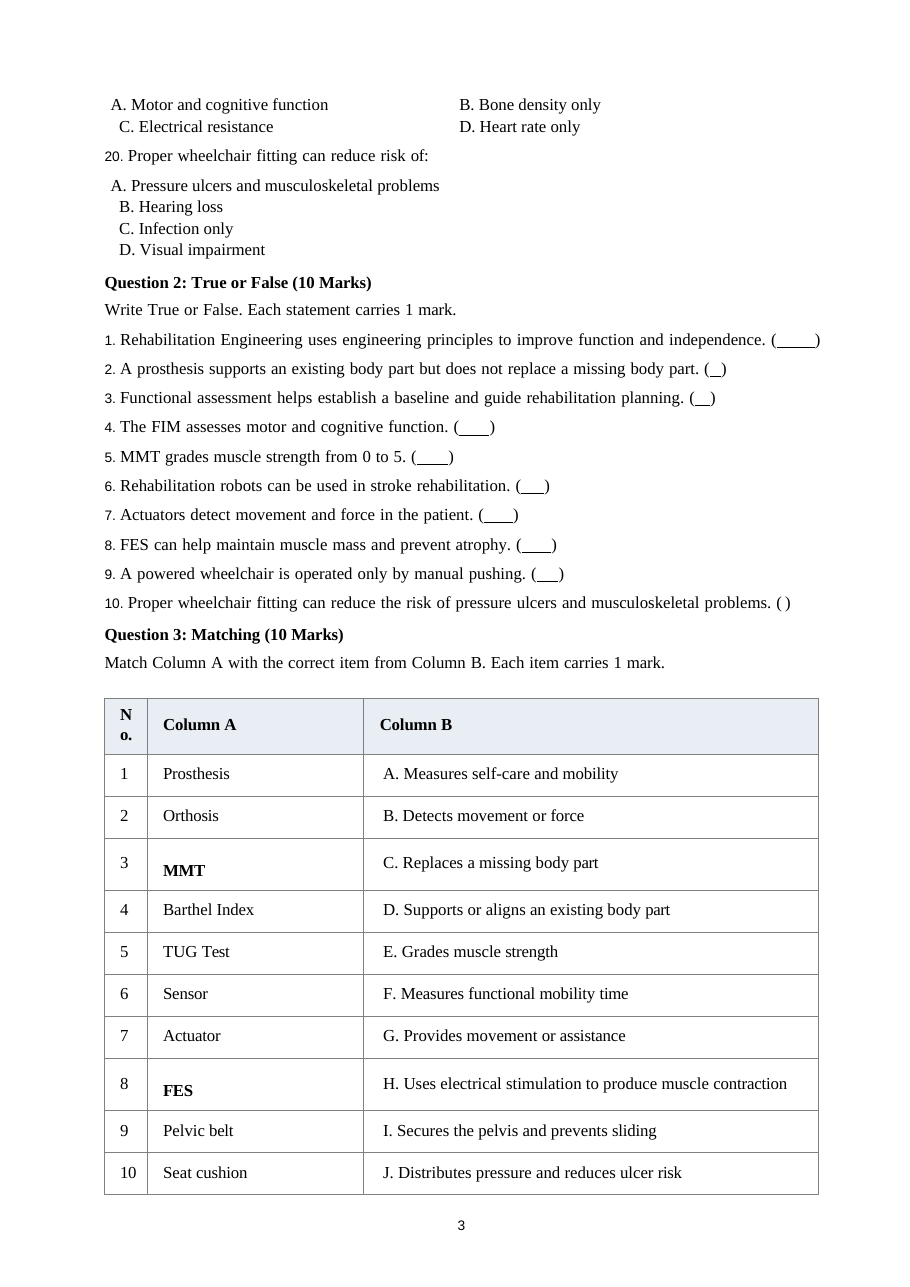 A. Motor and cognitive function B. Bone density only
C. Electrical resistance D. Heart rate only
20. Proper wheelchair fitting can reduce risk of:
A. Pressure ulcers and musculoskeletal problems
B. Hearing loss
C. Infection only
D. Visual impairment
Question 2: True or False (10 Marks)
Write True or False. Each statement carries 1 mark.
1. Rehabilitation Engineering uses engineering principles to improve function and independence. (_____)
2. A prosthesis supports an existing body part but does not replace a missing body part. (_)
3. Functional assessment helps establish a baseline and guide rehabilitation planning. (__)
4. The FIM assesses motor and cognitive function. (____)
5. MMT grades muscle strength from 0 to 5. (____)
6. Rehabilitation robots can be used in stroke rehabilitation. (___)
7. Actuators detect movement and force in the patient. (____)
8. FES can help maintain muscle mass and prevent atrophy. (____)
9. A powered wheelchair is operated only by manual pushing. (___)
10. Proper wheelchair fitting can reduce the risk of pressure ulcers and musculoskeletal problems. ( )
Question 3: Matching (10 Marks)
Match Column A with the correct item from Column B. Each item carries 1 mark.
N
o. Column A Column B
1 Prosthesis A. Measures self-care and mobility
2 Orthosis B. Detects movement or force
3 MMT C. Replaces a missing body part
4 Barthel Index D. Supports or aligns an existing body part
5 TUG Test E. Grades muscle strength
6 Sensor F. Measures functional mobility time
7 Actuator G. Provides movement or assistance
8 FES H. Uses electrical stimulation to produce muscle contraction
9 Pelvic belt I. Secures the pelvis and prevents sliding
10 Seat cushion J. Distributes pressure and reduces ulcer risk
3